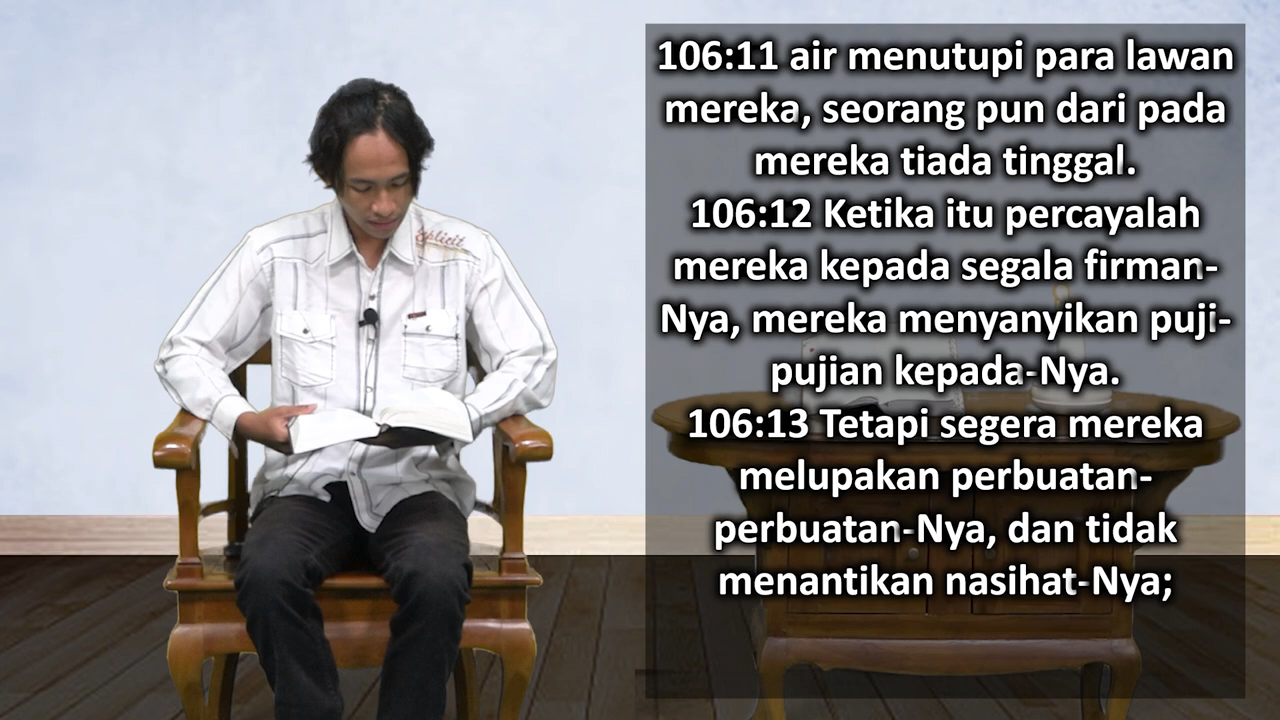 106:11 air menutupi para lawan
mereka, seorang pun dari pada
mereka tiada tinggal.
106:12 Ketika itu percayalah
mereka kepada segala firman-
Nya, mereka menyanyikan puji-
pujian kepada-Nya.
106:13 Tetapi segera mereka
melupakan perbuatan-
perbuatan-Nya, dan tidak
menantikan nasihat-Nya;
explicit